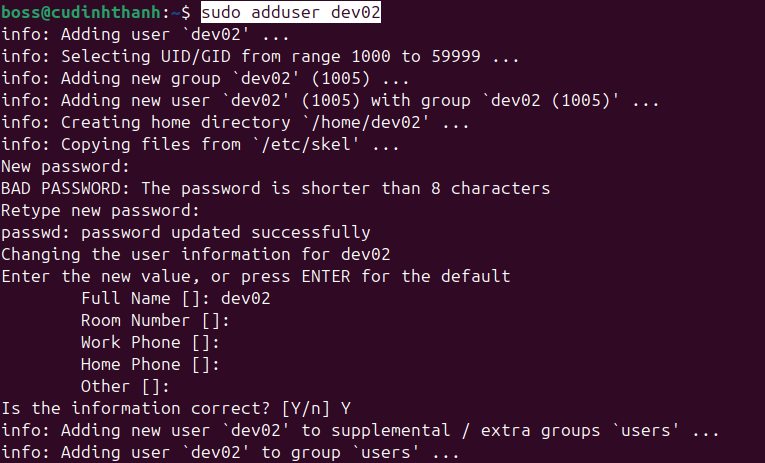 boss@cudinhthanh:~$ sudo adduser dev02
info: Adding user `dev02' ...
info: Selecting UID/GID from range 1000 to 59999 ...
info: Adding new group `dev02' (1005) ...
info: Adding new user `dev02' (1005) with group `dev02 (1005)' ...
info: Creating home directory `/home/dev02' ...
info: Copying files from `/etc/skel' ...
New password:
BAD PASSWORD: The password is shorter than 8 characters
Retype new password:
passwd: password updated successfully
Changing the user information for dev02
Enter the new value, or press ENTER for the default
        Full Name []: dev02
        Room Number []:
        Work Phone []:
        Home Phone []:
        Other []:
Is the information correct? [Y/n] Y
info: Adding new user `dev02' to supplemental / extra groups `users' ...
info: Adding user `dev02' to group `users' ...